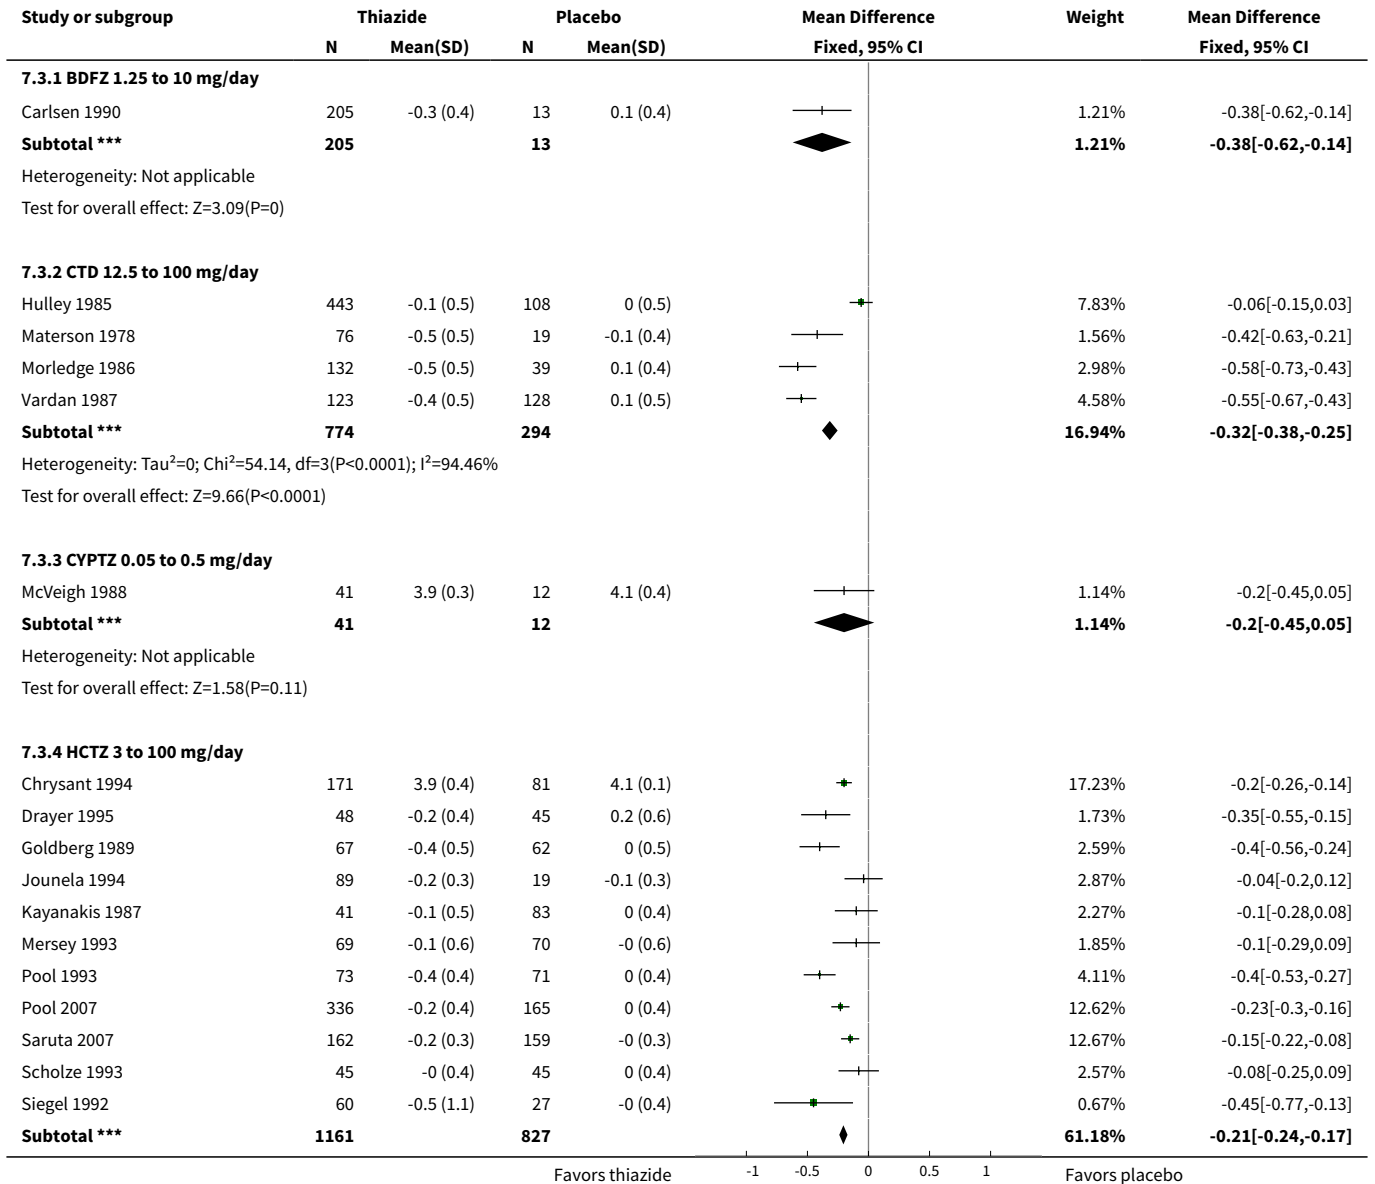 Study or subgroup Thiazide Placebo Mean Difference Weight Mean Difference
N Mean(SD) N Mean(SD) Fixed, 95% CI Fixed, 95% CI
7.3.1 BDFZ 1.25 to 10 mg/day
Carlsen 1990 205 -0.3 (0.4) 13 0.1 (0.4) 1.21% -0.38[-0.62,-0.14]
Subtotal *** 205 13 1.21% -0.38[-0.62,-0.14]
Heterogeneity: Not applicable
Test for overall effect: Z=3.09(P=0)
7.3.2 CTD 12.5 to 100 mg/day
Hulley 1985 443 -0.1 (0.5) 108 0 (0.5) 7.83% -0.06[-0.15,0.03]
Materson 1978 76 -0.5 (0.5) 19 -0.1 (0.4) 1.56% -0.42[-0.63,-0.21]
Morledge 1986 132 -0.5 (0.5) 39 0.1 (0.4) 2.98% -0.58[-0.73,-0.43]
Vardan 1987 123 -0.4 (0.5) 128 0.1 (0.5) 4.58% -0.55[-0.67,-0.43]
Subtotal *** 774 294 16.94% -0.32[-0.38,-0.25]
Heterogeneity: Tau²=0; Chi²=54.14, df=3(P<0.0001); I²=94.46%
Test for overall effect: Z=9.66(P<0.0001)
7.3.3 CYPTZ 0.05 to 0.5 mg/day
McVeigh 1988 41 3.9 (0.3) 12 4.1 (0.4) 1.14% -0.2[-0.45,0.05]
Subtotal *** 41 12 1.14% -0.2[-0.45,0.05]
Heterogeneity: Not applicable
Test for overall effect: Z=1.58(P=0.11)
7.3.4 HCTZ 3 to 100 mg/day
Chrysant 1994 171 3.9 (0.4) 81 4.1 (0.1) 17.23% -0.2[-0.26,-0.14]
Drayer 1995 48 -0.2 (0.4) 45 0.2 (0.6) 1.73% -0.35[-0.55,-0.15]
Goldberg 1989 67 -0.4 (0.5) 62 0 (0.5) 2.59% -0.4[-0.56,-0.24]
Jounela 1994 89 -0.2 (0.3) 19 -0.1 (0.3) 2.87% -0.04[-0.2,0.12]
Kayanakis 1987 41 -0.1 (0.5) 83 0 (0.4) 2.27% -0.1[-0.28,0.08]
Mersey 1993 69 -0.1 (0.6) 70 -0 (0.6) 1.85% -0.1[-0.29,0.09]
Pool 1993 73 -0.4 (0.4) 71 0 (0.4) 4.11% -0.4[-0.53,-0.27]
Pool 2007 336 -0.2 (0.4) 165 0 (0.4) 12.62% -0.23[-0.3,-0.16]
Saruta 2007 162 -0.2 (0.3) 159 -0 (0.3) 12.67% -0.15[-0.22,-0.08]
Scholze 1993 45 -0 (0.4) 45 0 (0.4) 2.57% -0.08[-0.25,0.09]
Siegel 1992 60 -0.5 (1.1) 27 -0 (0.4) 0.67% -0.45[-0.77,-0.13]
Subtotal *** 1161 827 61.18% -0.21[-0.24,-0.17]
Favors thiazide -1 -0.5 0 0.5 1 Favors placebo